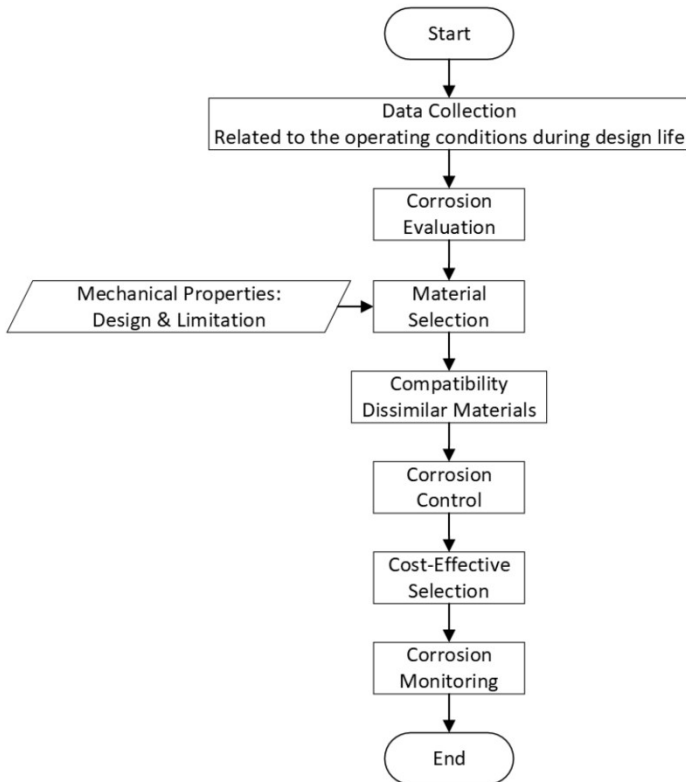 Start
Data Collection
Related to the operating conditions during design life
Corrosion
Evaluation
Mechanical Properties:
Design & Limitation
Material
Selection
Compatibility
Dissimilar Materials
Corrosion
Control
Cost-Effective
Selection
Corrosion
Monitoring
End